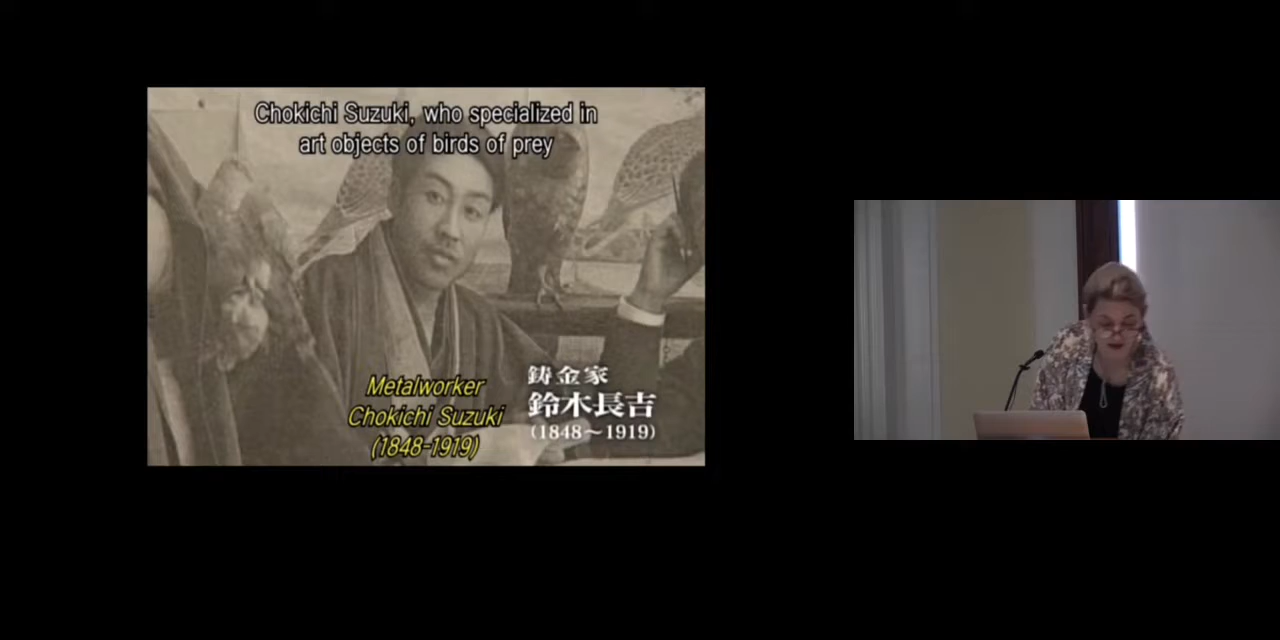 Chokichi Suzuki, who specialized in
art objects of birds of prey
Metalworker
Chokichi Suzuki
(1848-1919)
鋳金家
鈴木長吉
(1848〜1919)